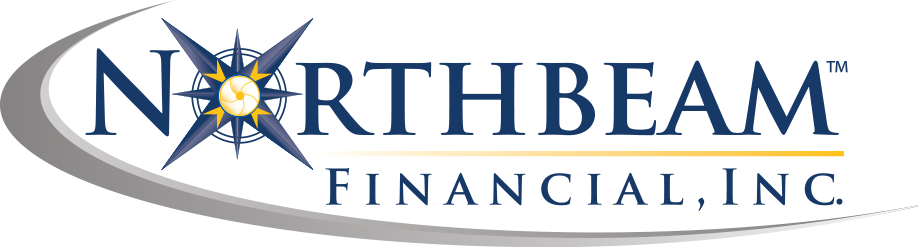 NORTHBEAM™
FINANCIAL, INC.